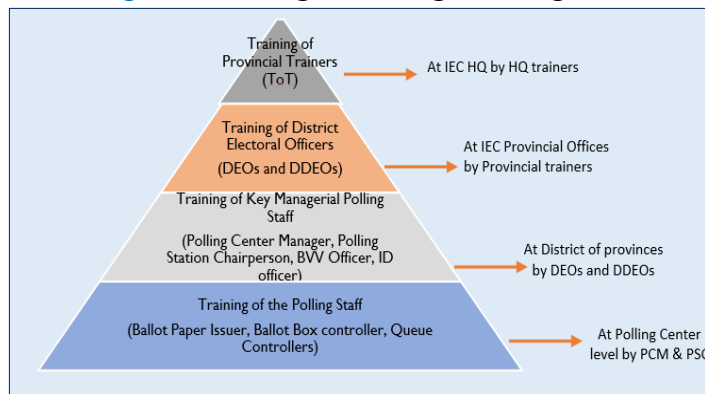 Training of
Provincial Trainers
(ToT)
At IEC HQ by HQ trainers
Training of District
Electoral Officers
(DEOs and DDEOs)
At IEC Provincial Offices
by Provincial trainers
Training of Key Managerial Polling
Staff
(Polling Center Manager, Polling
Station Chairperson, BVV Officer, ID
officer)
At District of provinces
by DEOs and DDEOs
Training of the Polling Staff
(Ballot Paper Issuer, Ballot Box controller, Queue
Controllers)
At Polling Center
level by PCM &